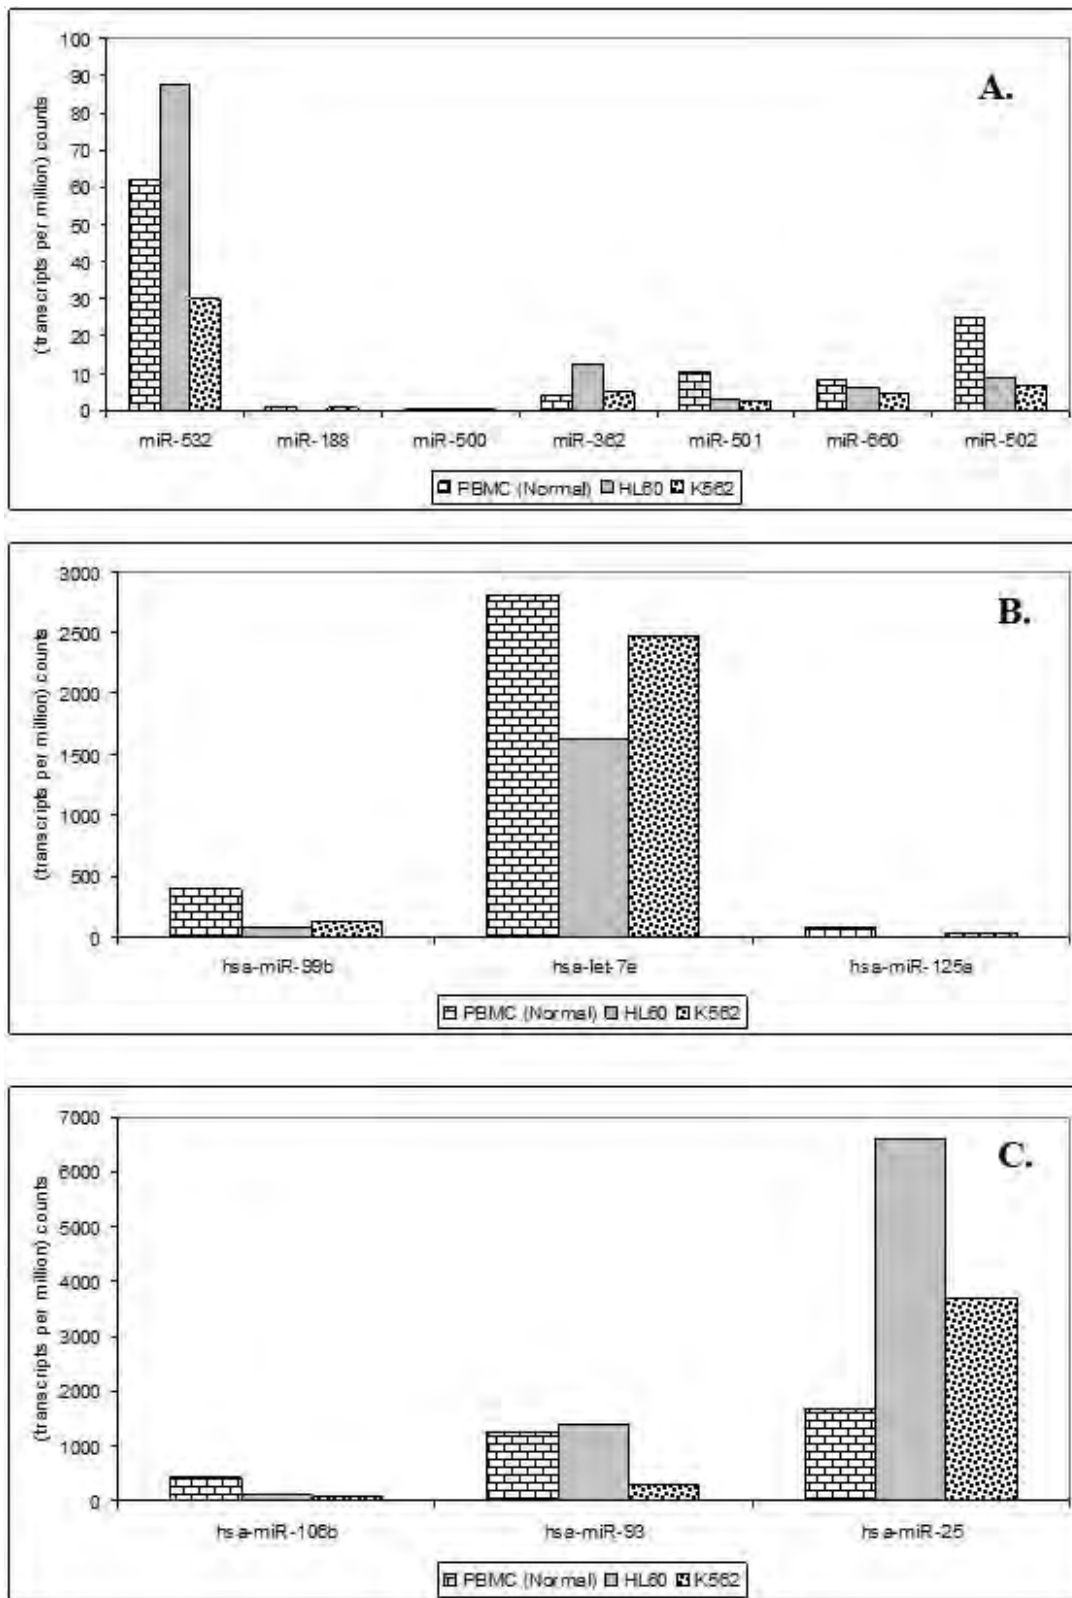 A.
(transcripts per million) counts
100
90
80
70
60
50
40
30
20
10
0
miR-532 miR-188 miR-500 miR-362 miR-501 miR-660 miR-502
PBMC (Normal) HL60 K562
B.
(transcripts per million) counts
3000
2500
2000
1500
1000
500
0
hsa-miR-99b hsa-let-7e hsa-miR-125a
PBMC (Normal) HL60 K562
C.
(transcripts per million) counts
7000
6000
5000
4000
3000
2000
1000
0
hsa-miR-106b hsa-miR-93 hsa-miR-25
PBMC (Normal) HL60 K562